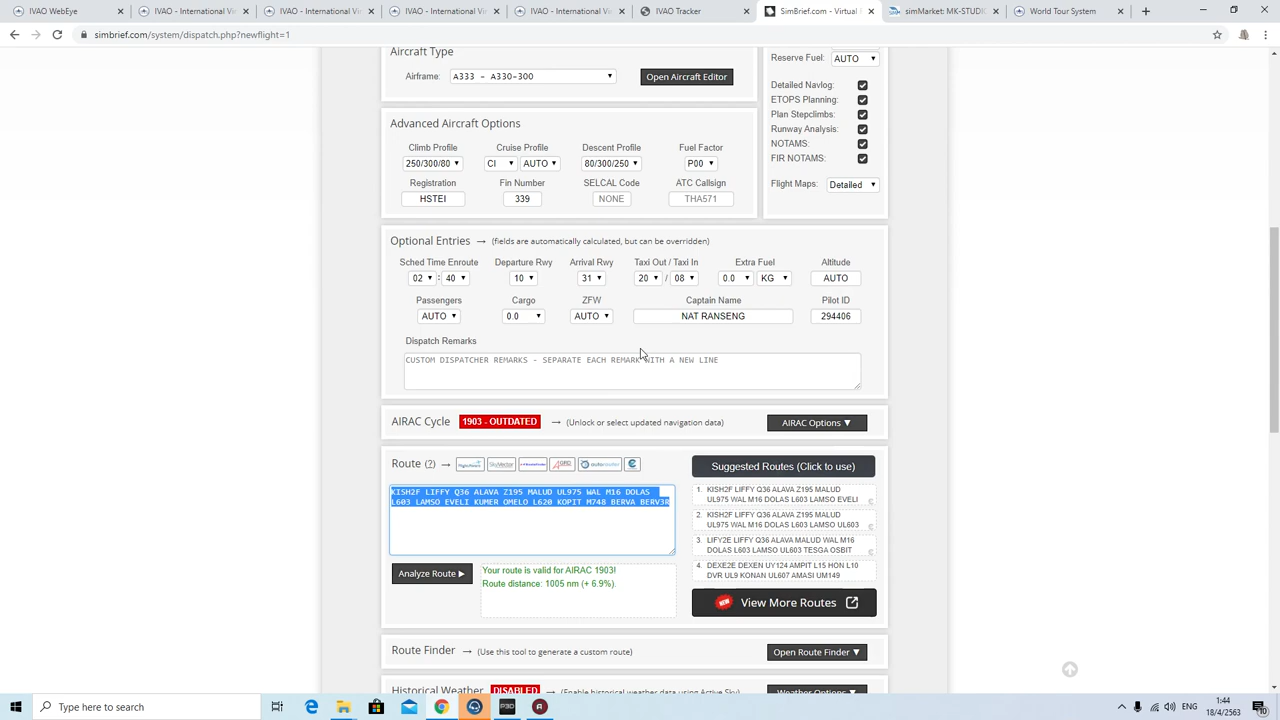 IVAO WebEye
IVAO - International Vi
IVAO - International Vi
IVAO - International Vi
IVAO - International Vi
IVAO Tracker
Simbrief.com - Virtual F
simMarket: MK-STUDI
World Tour System
simbrief.com/system/dispatch.php?newflight=1
Aircraft Type
Airframe: A333 - A330-300 Open Aircraft Editor
Advanced Aircraft Options
Climb Profile Cruise Profile Descent Profile Fuel Factor
250/300/80 CI AUTO 80/300/250 P00
Registration Fin Number SELCAL Code ATC Callsign
HSTEI 339 NONE THA571
Reserve Fuel: AUTO
Detailed Navlog:
ETOPS Planning:
Plan Stepclimbs:
Runway Analysis:
NOTAMS:
FIR NOTAMS:
Flight Maps: Detailed
Optional Entries → (fields are automatically calculated, but can be overridden)
Sched Time Enroute Departure Rwy Arrival Rwy Taxi Out / Taxi In Extra Fuel Altitude
02 : 40 10 31 20 / 08 0.0 KG AUTO
Passengers Cargo ZFW Captain Name Pilot ID
AUTO 0.0 AUTO NAT RANSENG 294406
Dispatch Remarks
CUSTOM DISPATCHER REMARKS - SEPARATE EACH REMARK WITH A NEW LINE
AIRAC Cycle 1903 - OUTDATED → (Unlock or select updated navigation data) AIRAC Options ▼
Route (?) →
KISH2F LIFFY Q36 ALAVA Z195 MALUD UL975 WAL M16 DOLAS
L603 LAMSO EVELI KUMER OMELO L620 KOPIT M748 BERVA BERV3R
Analyze Route ▶
Your route is valid for AIRAC 1903!
Route distance: 1005 nm (+ 6.9%).
Suggested Routes (Click to use)
1. KISH2F LIFFY Q36 ALAVA Z195 MALUD
UL975 WAL M16 DOLAS L603 LAMSO EVELI
2. KISH2F LIFFY Q36 ALAVA Z195 MALUD
UL975 WAL M16 DOLAS L603 LAMSO UL603
3. LIFY2E LIFFY Q36 ALAVA MALUD WAL M16
DOLAS L603 LAMSO UL603 TESGA OSBIT
4. DEXE2E DEXEN UY124 AMPIT L15 HON L10
DVR UL9 KONAN UL607 AMASI UM149
NEW View More Routes
Route Finder → (Use this tool to generate a custom route) Open Route Finder ▼
Historical Weather DISABLED → (Enable historical weather data using Active Sky) Weather Options ▼
Type here to search
P3D
ENG
1:44
18/4/2563
10